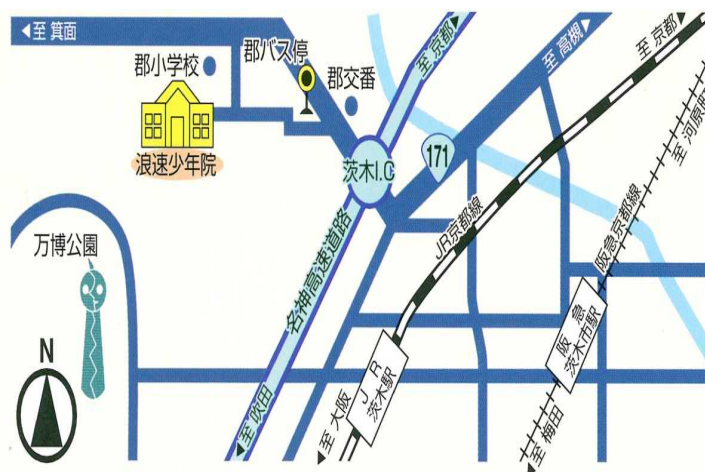 ◀至 箕面
郡バス停
郡小学校
郡交番
浪速少年院
至 京都▶
至 高槻▷
至 京都▷
至 河原町
茨木I.C
171
JR京都線
阪急京都線
名神高速道路
万博公園
N
阪急
茨木市駅
JR
茨木駅
◀至 吹田
◀至 大阪
◀至 梅田